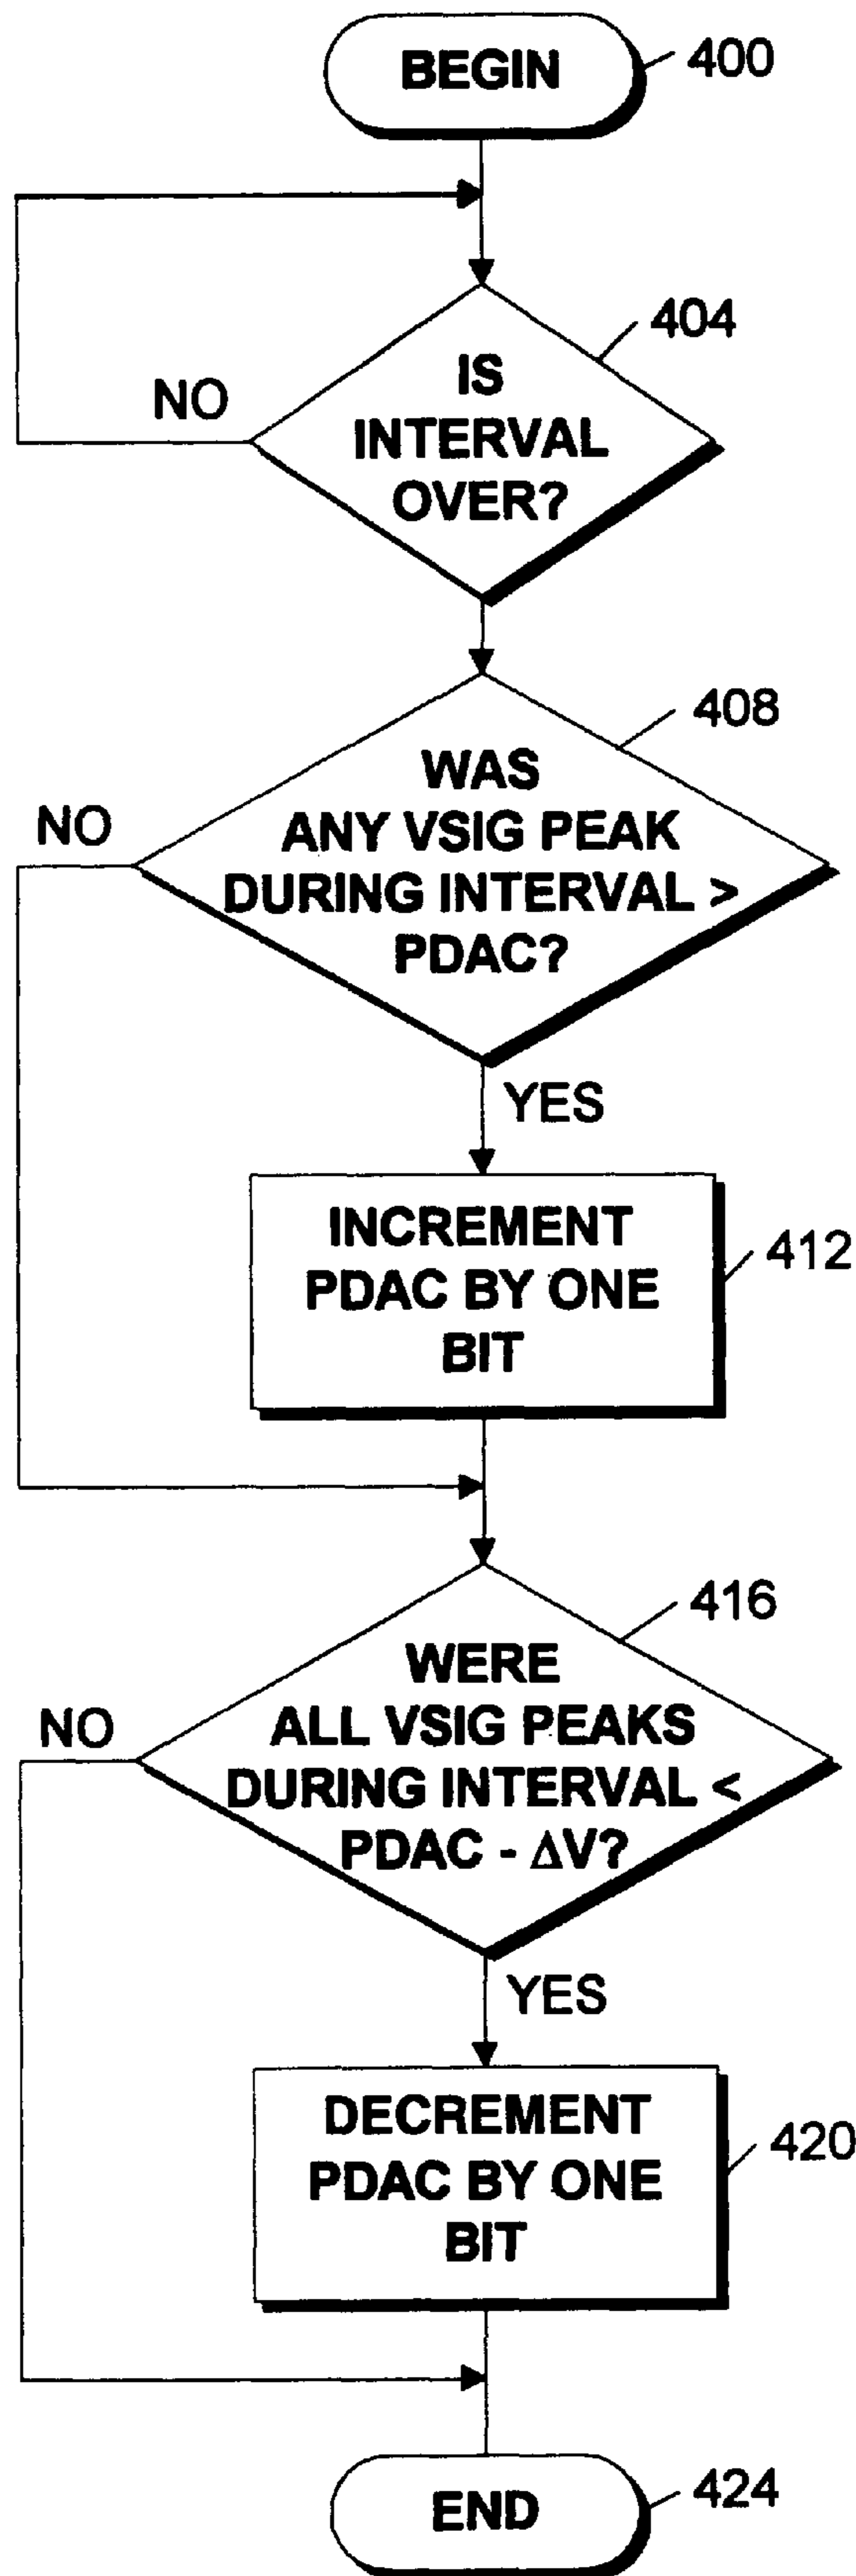 BEGIN
400
404
IS
INTERVAL
OVER?
NO
408
WAS
ANY VSIG PEAK
DURING INTERVAL >
PDAC?
NO
YES
INCREMENT
PDAC BY ONE
BIT
412
416
WERE
ALL VSIG PEAKS
DURING INTERVAL <
PDAC - ΔV?
NO
YES
DECREMENT
PDAC BY ONE
BIT
420
END
424